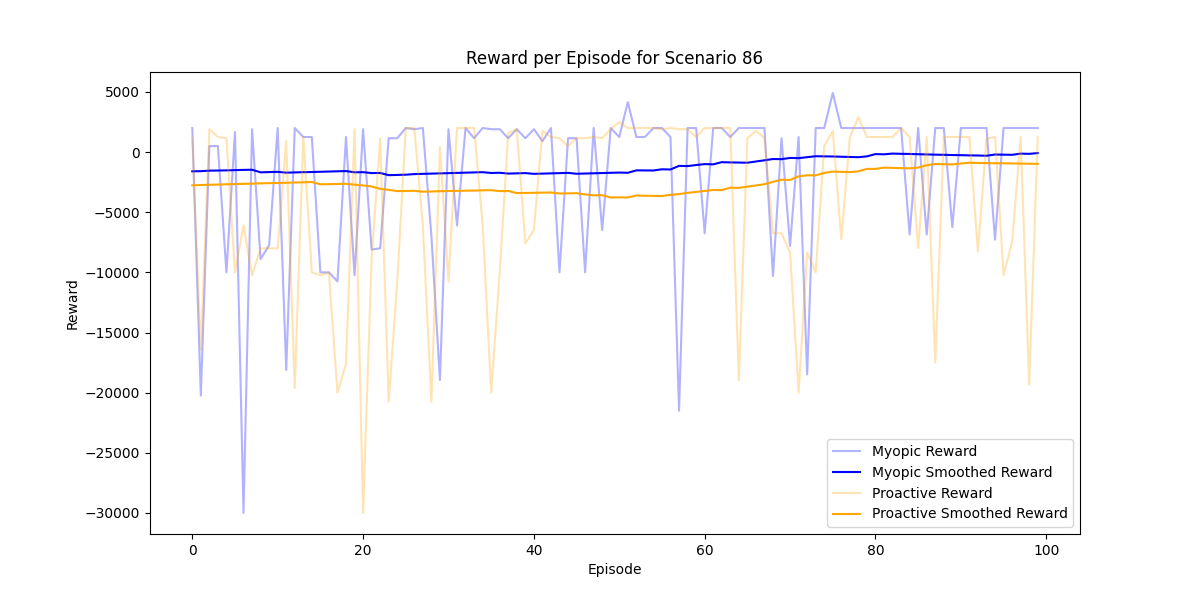 Reward per Episode for Scenario 86
5000
0
−5000
−10000
−15000
−20000
−25000
−30000
Reward
0 20 40 60 80 100
Episode
Myopic Reward
Myopic Smoothed Reward
Proactive Reward
Proactive Smoothed Reward